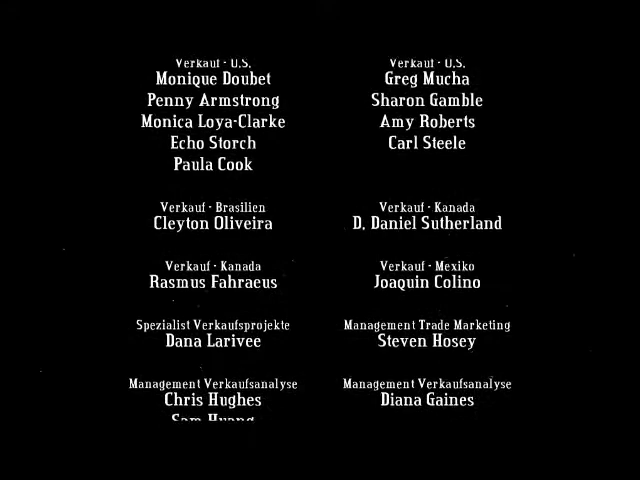 Verkauf - U.S.
Monique Doubet
Penny Armstrong
Monica Loya-Clarke
Echo Storch
Paula Cook
Verkauf - U.S.
Greg Mucha
Sharon Gamble
Amy Roberts
Carl Steele
Verkauf - Brasilien
Cleyton Oliveira
Verkauf - Kanada
D. Daniel Sutherland
Verkauf - Kanada
Rasmus Fahraeus
Verkauf - Mexiko
Joaquin Colino
Spezialist Verkaufsprojekte
Dana Larivee
Management Trade Marketing
Steven Hosey
Management Verkaufsanalyse
Chris Hughes
Sam Huang
Management Verkaufsanalyse
Diana Gaines